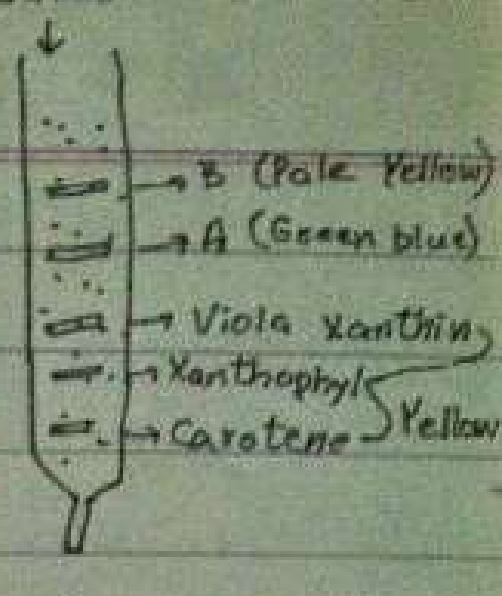 B (Pale Yellow)
A (Green blue)
Viola xanthin
Xanthophyl
Carotene
Yellow